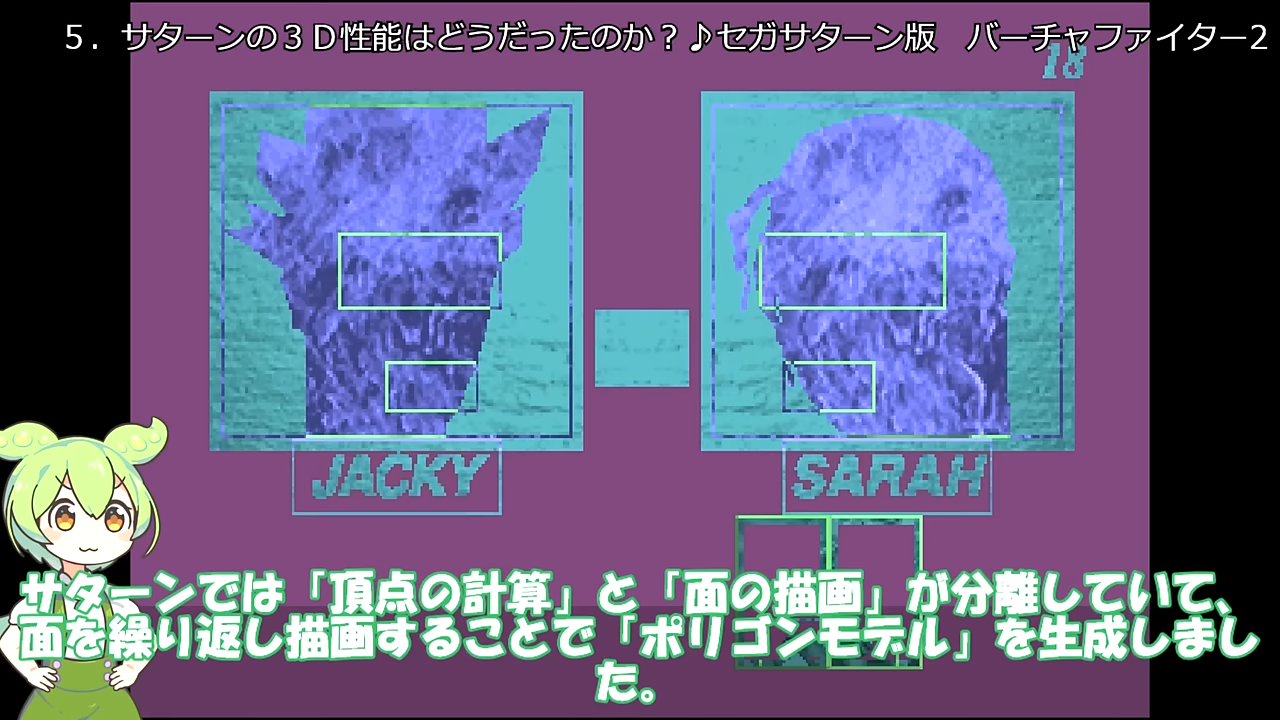 ５．サターンの３Ｄ性能はどうだったのか？♪セガサターン版　バーチャファイター2
18
JACKY
SARAH
サターンでは「頂点の計算」と「面の描画」が分離していて、
面を繰り返し描画することで「ポリゴンモデル」を生成しまし
た。